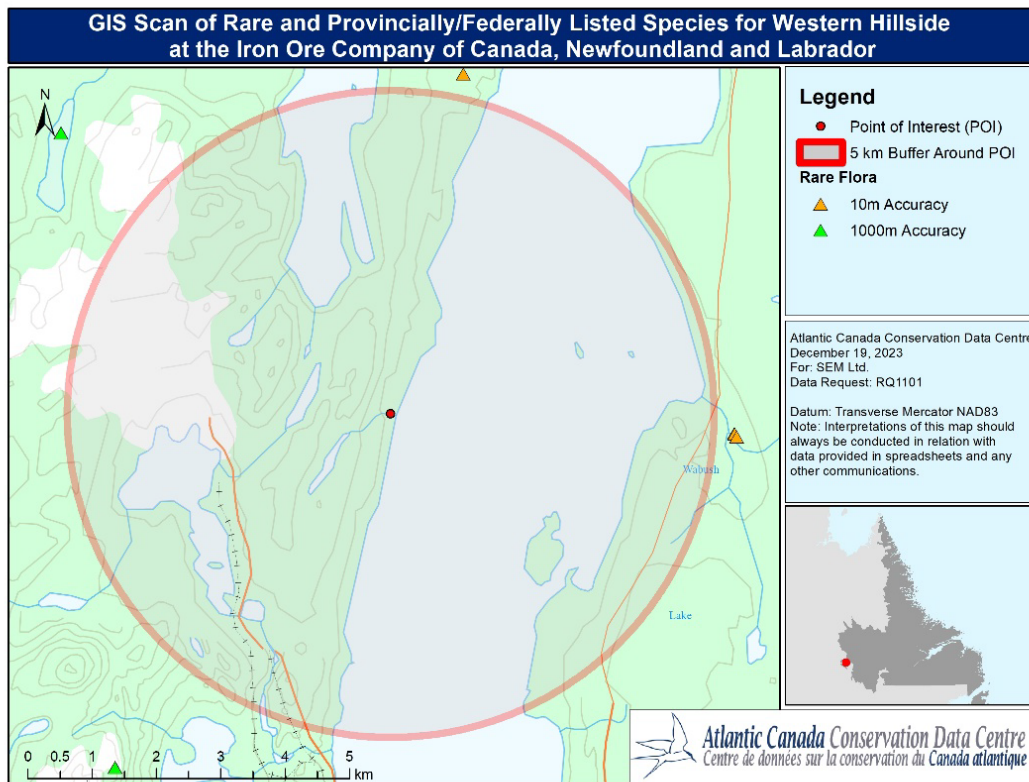 GIS Scan of Rare and Provincially/Federally Listed Species for Western Hillside
at the Iron Ore Company of Canada, Newfoundland and Labrador
N
Wabush
Lake
0 0.5 1 2 3 4 5
km
Legend
Point of Interest (POI)
5 km Buffer Around POI
Rare Flora
10m Accuracy
1000m Accuracy
Atlantic Canada Conservation Data Centre
December 19, 2023
For: SEM Ltd.
Data Request: RQ1101
Datum: Transverse Mercator NAD83
Note: Interpretations of this map should
always be conducted in relation with
data provided in spreadsheets and any
other communications.
Atlantic Canada Conservation Data Centre
Centre de données sur la conservation du Canada atlantique